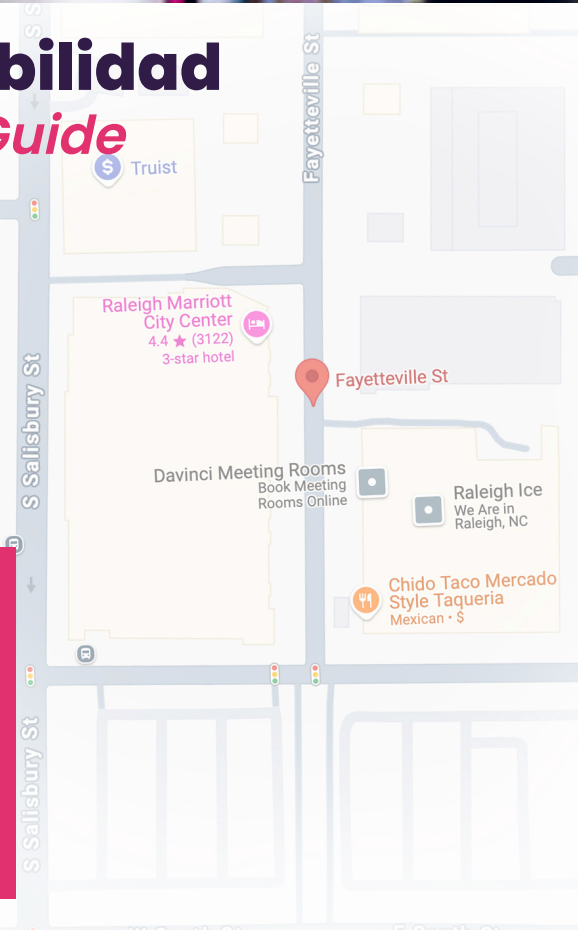 bilidad
Guide
Fayetteville St
Truist
Raleigh Marriott
City Center
4.4 ★ (3122)
3-star hotel
S Salisbury St
Fayetteville St
Davinci Meeting Rooms
Book Meeting
Rooms Online
Raleigh Ice
We Are in
Raleigh, NC
Chido Taco Mercado
Style Taqueria
Mexican • $
S Salisbury St